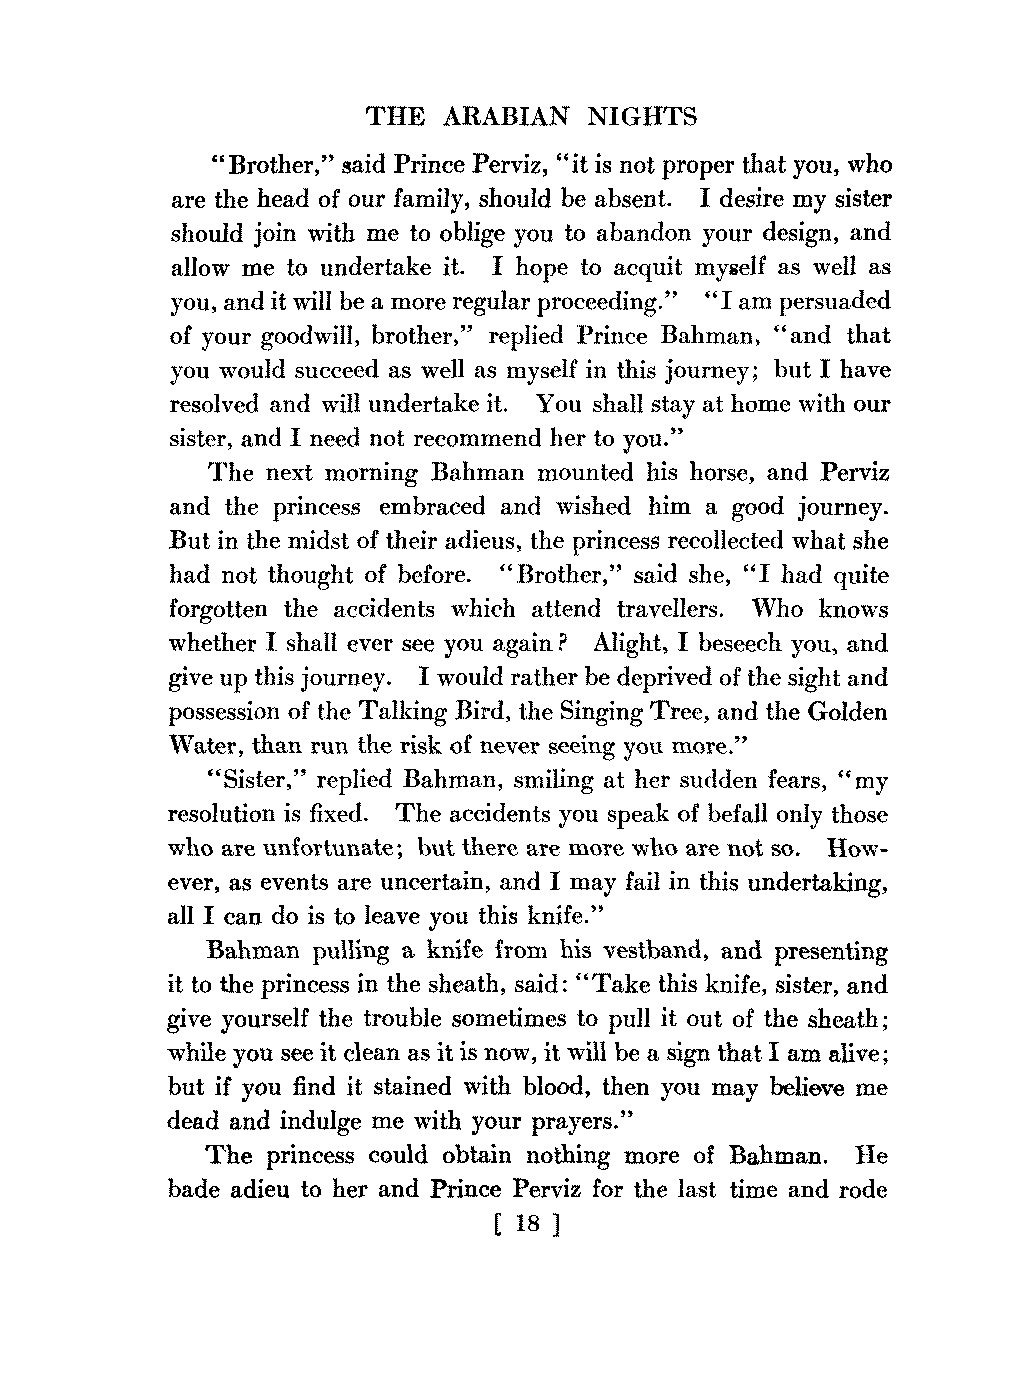 THE ARABIAN NIGHTS
“Brother,” said Prince Perviz, “it is not proper that you, who
are the head of our family, should be absent. I desire my sister
should join with me to oblige you to abandon your design, and
allow me to undertake it. I hope to acquit myself as well as
you, and it will be a more regular proceeding.” “I am persuaded
of your goodwill, brother,” replied Prince Bahman, “and that
you would succeed as well as myself in this journey; but I have
resolved and will undertake it. You shall stay at home with our
sister, and I need not recommend her to you.”
The next morning Bahman mounted his horse, and Perviz
and the princess embraced and wished him a good journey.
But in the midst of their adieus, the princess recollected what she
had not thought of before. “Brother,” said she, “I had quite
forgotten the accidents which attend travellers. Who knows
whether I shall ever see you again? Alight, I beseech you, and
give up this journey. I would rather be deprived of the sight and
possession of the Talking Bird, the Singing Tree, and the Golden
Water, than run the risk of never seeing you more.”
“Sister,” replied Bahman, smiling at her sudden fears, “my
resolution is fixed. The accidents you speak of befall only those
who are unfortunate; but there are more who are not so. How-
ever, as events are uncertain, and I may fail in this undertaking,
all I can do is to leave you this knife.”
Bahman pulling a knife from his vestband, and presenting
it to the princess in the sheath, said: “Take this knife, sister, and
give yourself the trouble sometimes to pull it out of the sheath;
while you see it clean as it is now, it will be a sign that I am alive;
but if you find it stained with blood, then you may believe me
dead and indulge me with your prayers.”
The princess could obtain nothing more of Bahman. He
bade adieu to her and Prince Perviz for the last time and rode
[ 18 ]